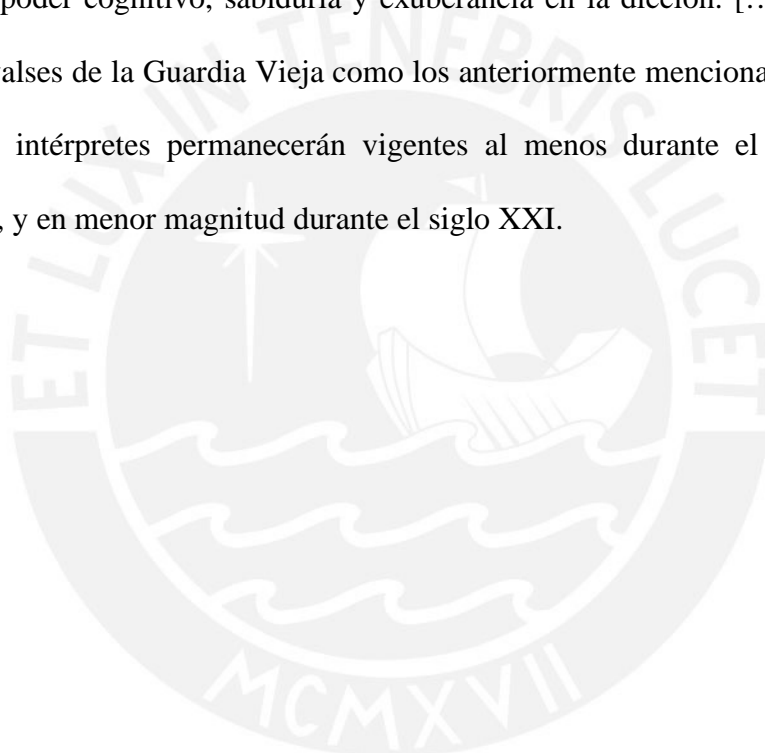 poder cognitivo, sabiduría y exuberancia en la dicción. [..
valses de la Guardia Vieja como los anteriormente menciona
intérpretes permanecerán vigentes al menos durante el
, y en menor magnitud durante el siglo XXI.
ET LUX IN TENEBRIS LUCET
MCMXVII